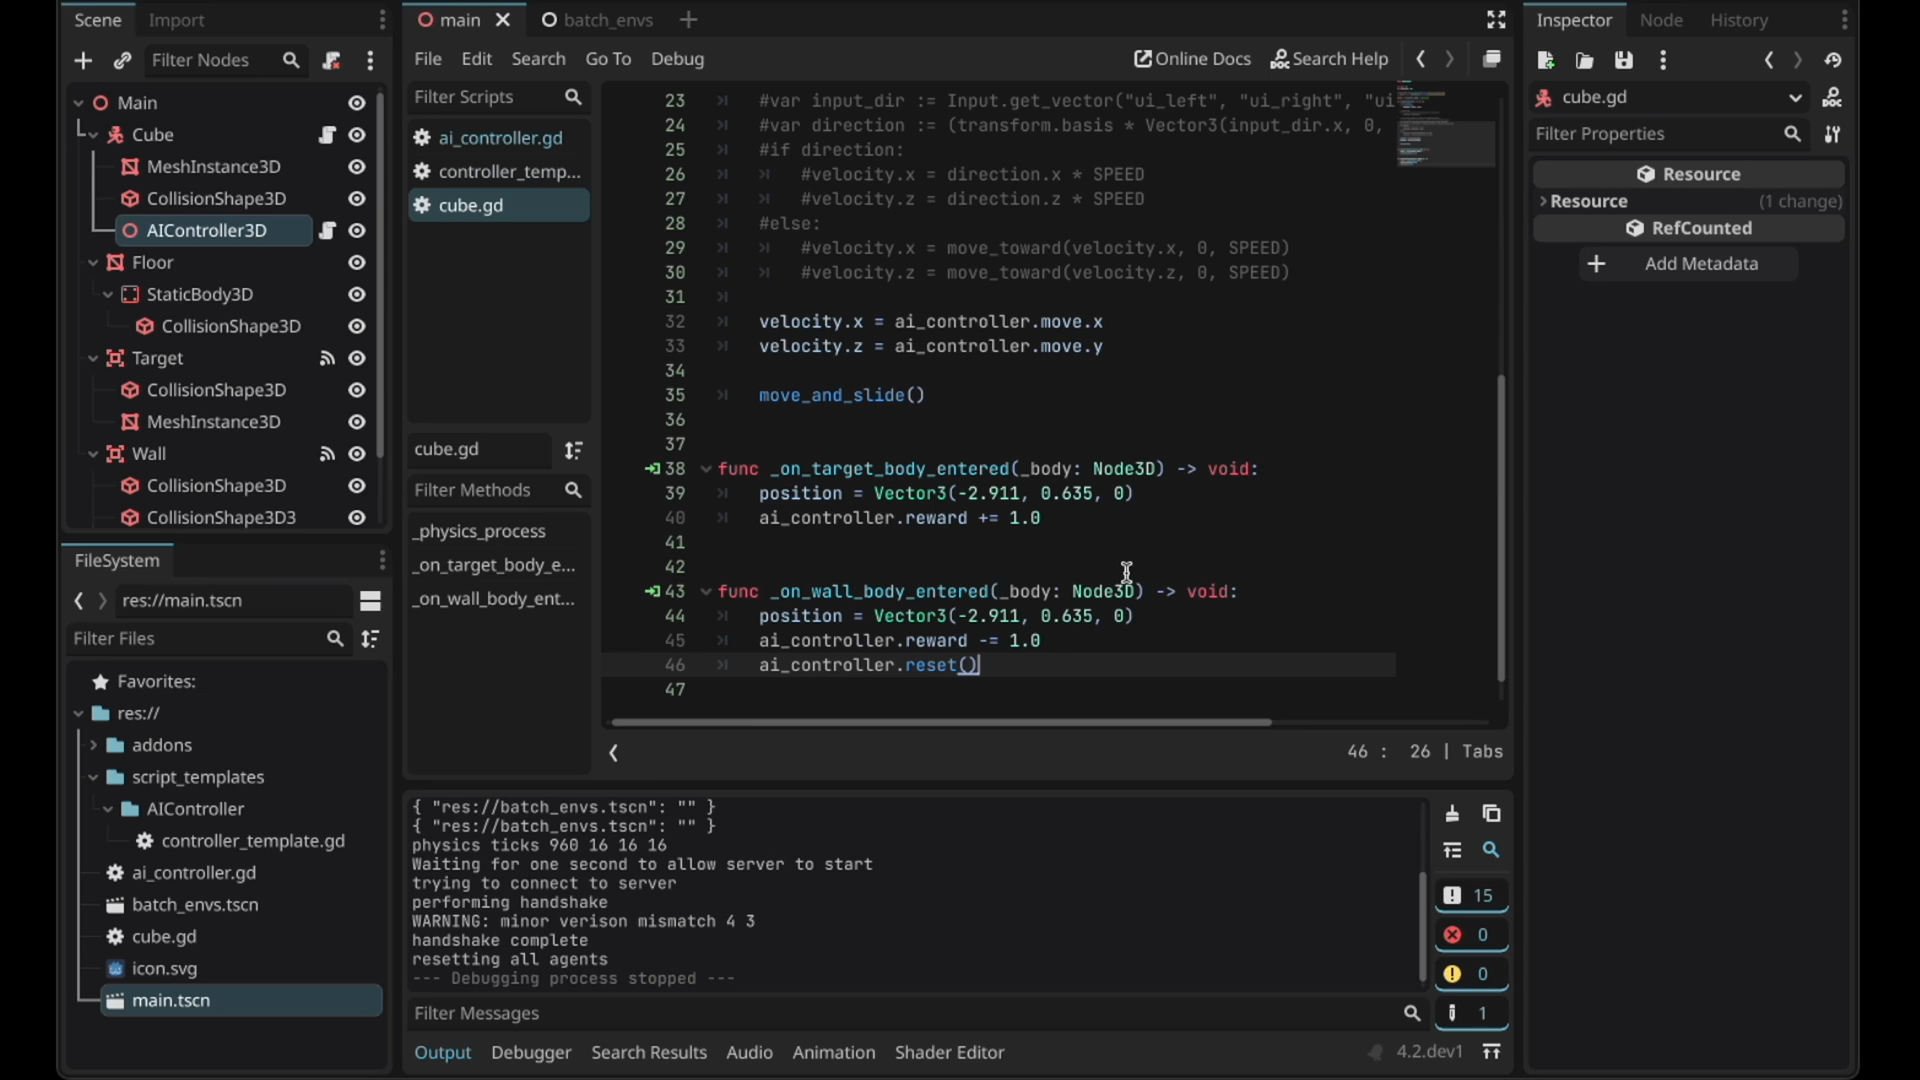 Scene Import
Filter Nodes
Main
Cube
MeshInstance3D
CollisionShape3D
AIController3D
Floor
StaticBody3D
CollisionShape3D
Target
CollisionShape3D
MeshInstance3D
Wall
CollisionShape3D
CollisionShape3D3
FileSystem
res://main.tscn
Filter Files
Favorites:
res://
addons
script_templates
AIController
controller_template.gd
ai_controller.gd
batch_envs.tscn
cube.gd
icon.svg
main.tscn
main batch_envs
File Edit Search Go To Debug Online Docs Search Help
Filter Scripts
ai_controller.gd
controller_temp...
cube.gd
cube.gd
Filter Methods
_physics_process
_on_target_body_e...
_on_wall_body_ent...
23 #var input_dir := Input.get_vector("ui_left", "ui_right", "ui
24 #var direction := (transform.basis * Vector3(input_dir.x, 0,
25 #if direction:
26 #velocity.x = direction.x * SPEED
27 #velocity.z = direction.z * SPEED
28 #else:
29 #velocity.x = move_toward(velocity.x, 0, SPEED)
30 #velocity.z = move_toward(velocity.z, 0, SPEED)
31
32 velocity.x = ai_controller.move.x
33 velocity.z = ai_controller.move.y
34
35 move_and_slide()
36
37
38 func _on_target_body_entered(_body: Node3D) -> void:
39 position = Vector3(-2.911, 0.635, 0)
40 ai_controller.reward += 1.0
41
42
43 func _on_wall_body_entered(_body: Node3D) -> void:
44 position = Vector3(-2.911, 0.635, 0)
45 ai_controller.reward -= 1.0
46 ai_controller.reset()
47
46 : 26 | Tabs
{ "res://batch_envs.tscn": "" }
{ "res://batch_envs.tscn": "" }
physics ticks 960 16 16 16
Waiting for one second to allow server to start
trying to connect to server
performing handshake
WARNING: minor verison mismatch 4 3
handshake complete
resetting all agents
--- Debugging process stopped ---
15
0
0
1
Filter Messages
Output Debugger Search Results Audio Animation Shader Editor 4.2.dev1
Inspector Node History
cube.gd
Filter Properties
Resource
Resource (1 change)
RefCounted
Add Metadata